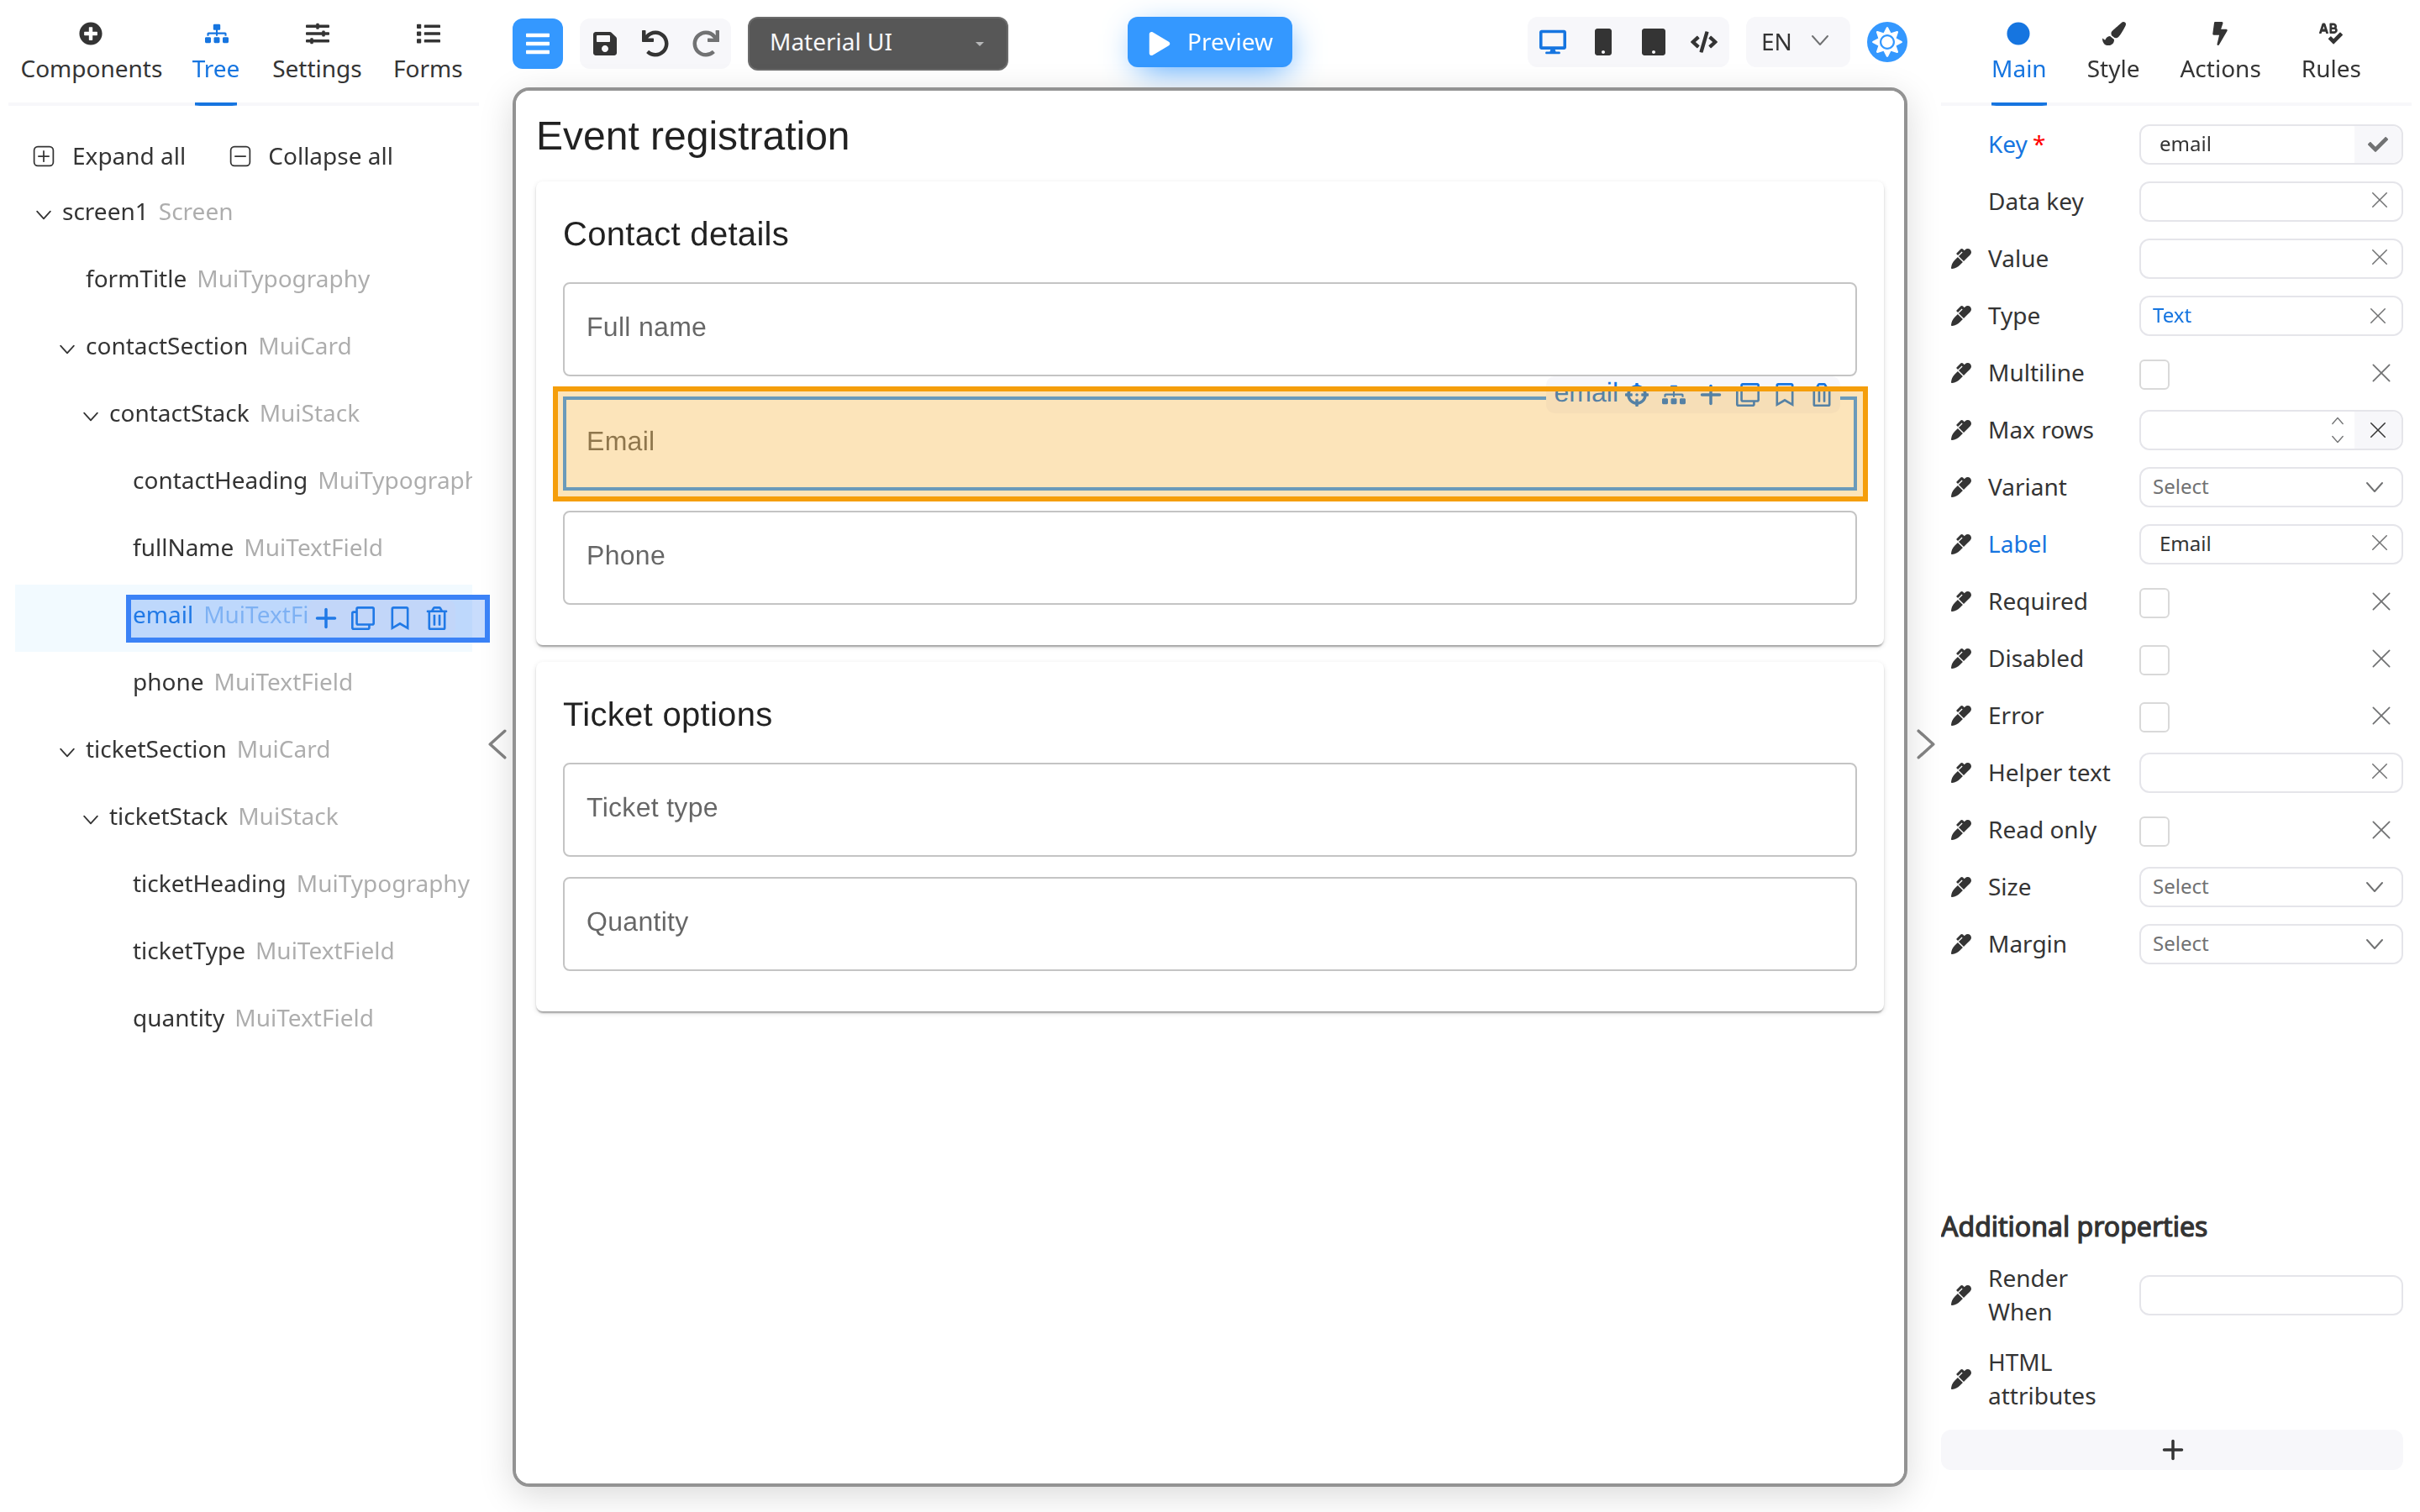 Components Tree Settings Forms
Material UI
Preview
EN
Main Style Actions Rules
Expand all Collapse all
screen1 Screen
formTitle MuiTypography
contactSection MuiCard
contactStack MuiStack
contactHeading MuiTypograph
fullName MuiTextField
email MuiTextFi
phone MuiTextField
ticketSection MuiCard
ticketStack MuiStack
ticketHeading MuiTypography
ticketType MuiTextField
quantity MuiTextField
Event registration
Contact details
Full name
email
Email
Phone
Ticket options
Ticket type
Quantity
Key * email
Data key
Value
Type Text
Multiline
Max rows
Variant Select
Label Email
Required
Disabled
Error
Helper text
Read only
Size Select
Margin Select
Additional properties
Render
When
HTML
attributes